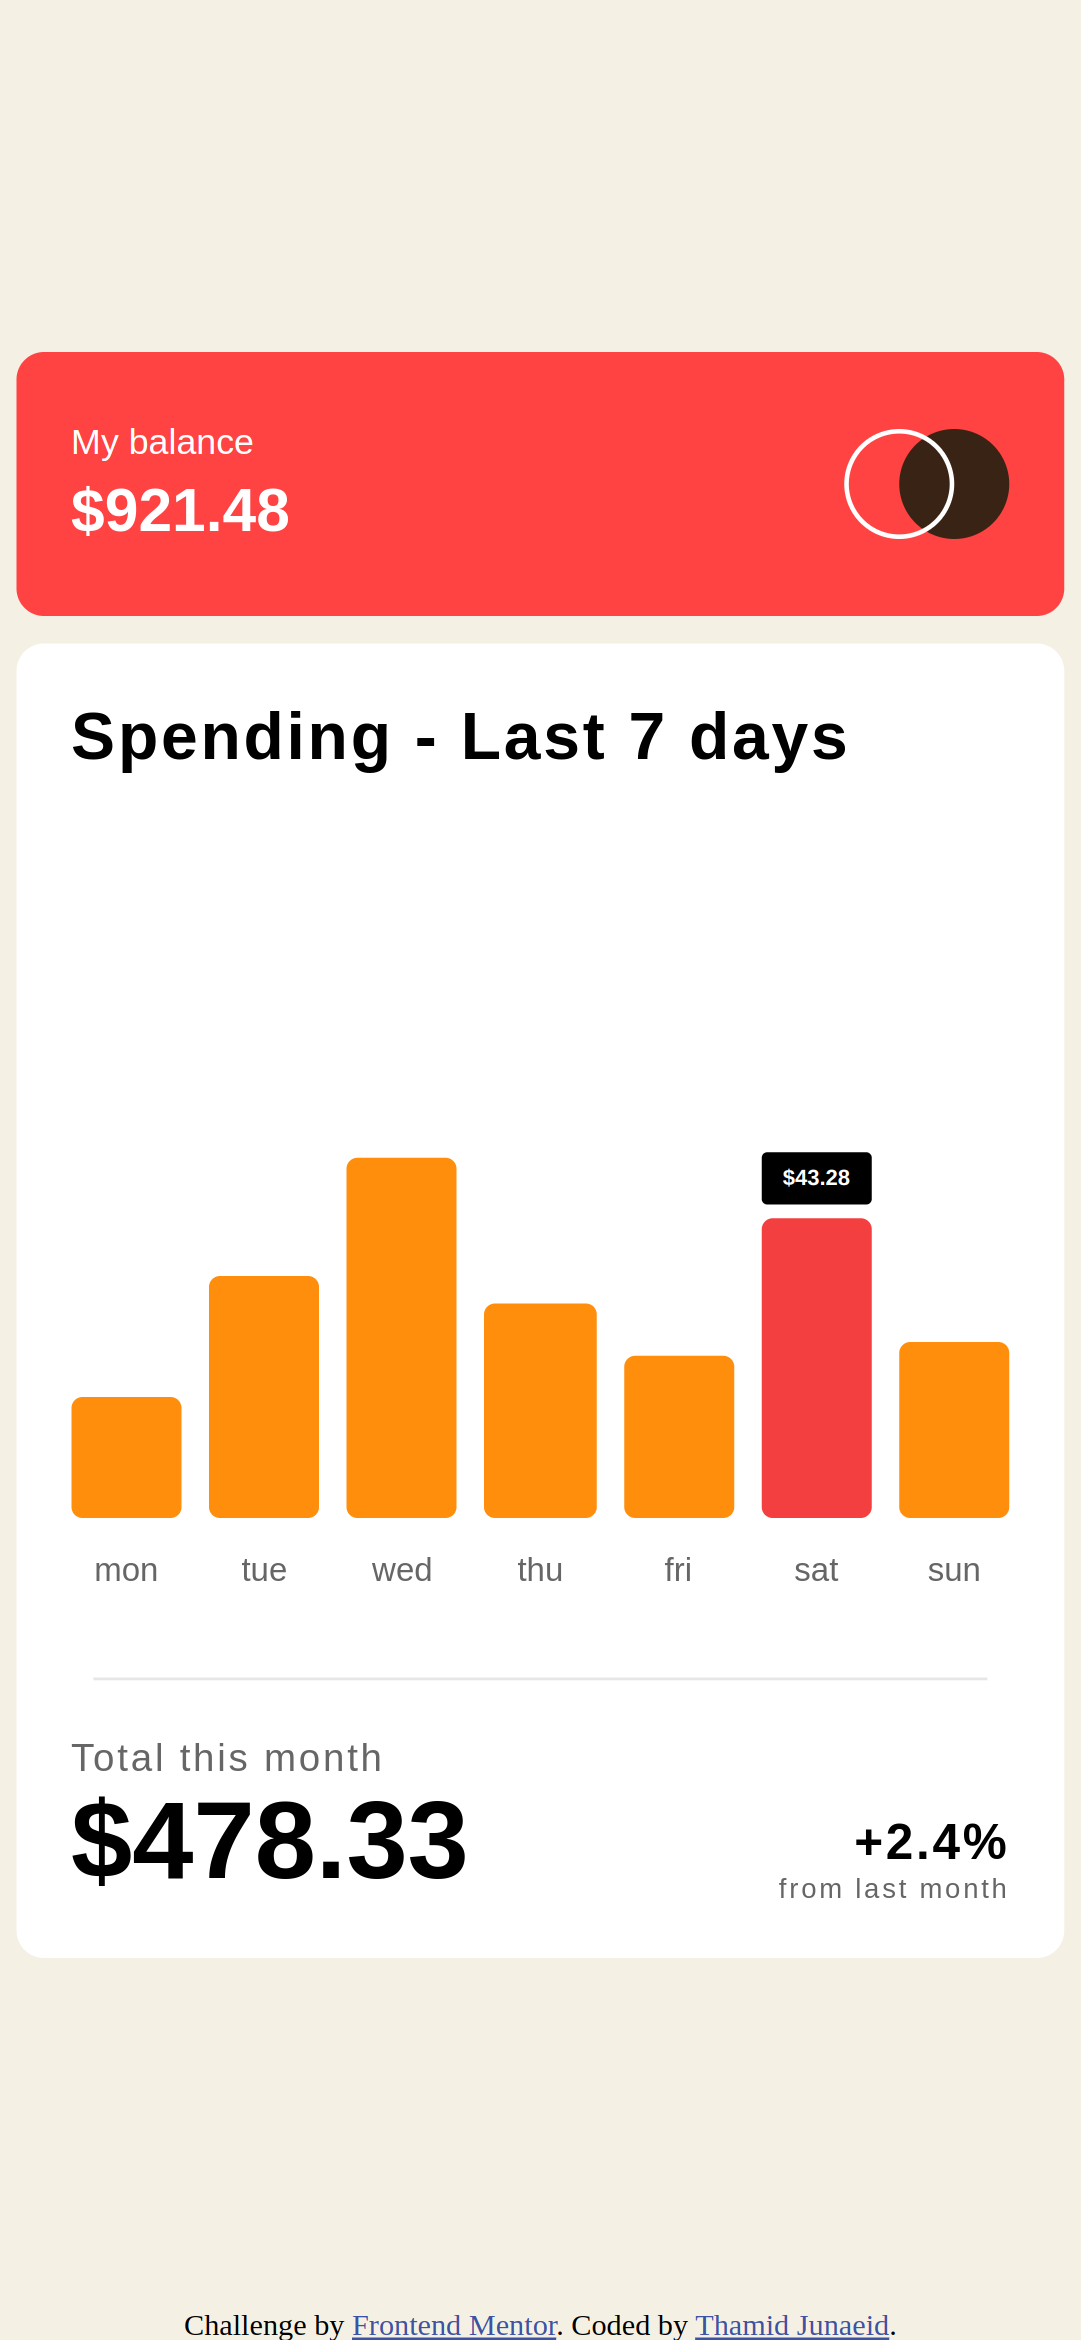 My balance
$921.48
Spending - Last 7 days
$43.28
mon tue wed thu fri sat sun
Total this month
$478.33
+2.4%
from last month
Challenge by Frontend Mentor. Coded by Thamid Junaeid.